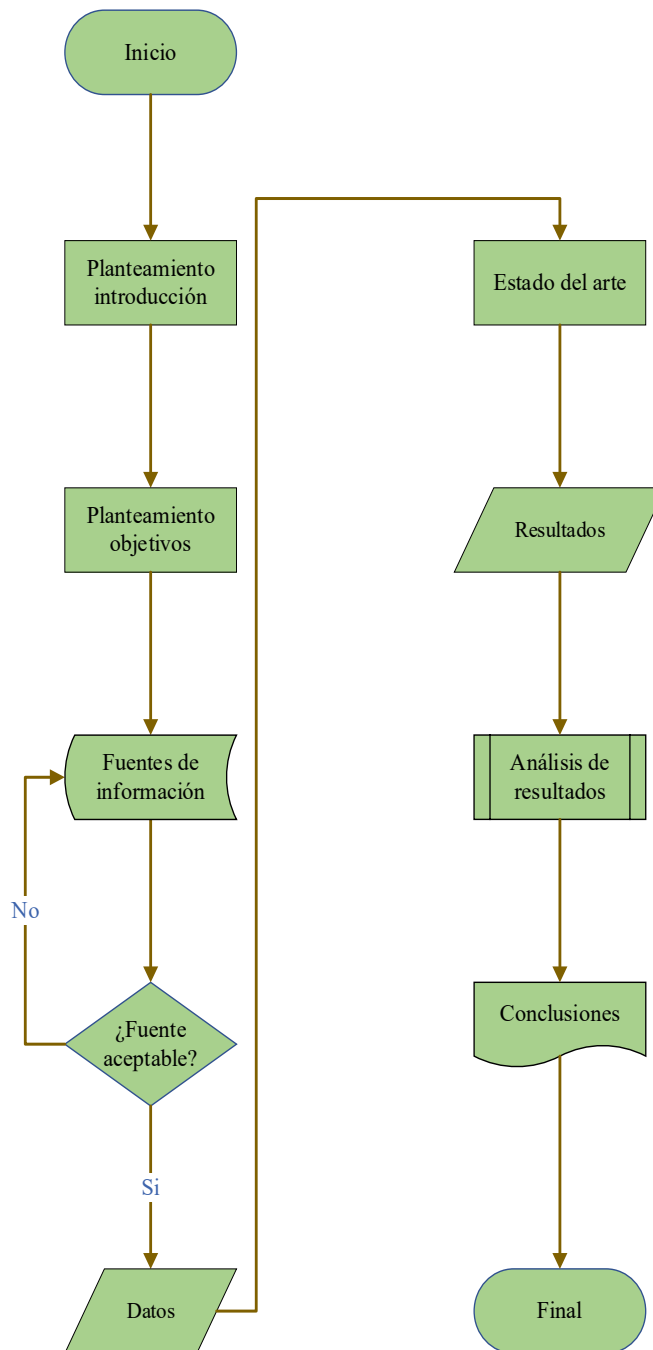 Inicio
Planteamiento
introducción
Planteamiento
objetivos
Fuentes de
información
No
¿Fuente
aceptable?
Si
Datos
Estado del arte
Resultados
Análisis de
resultados
Conclusiones
Final